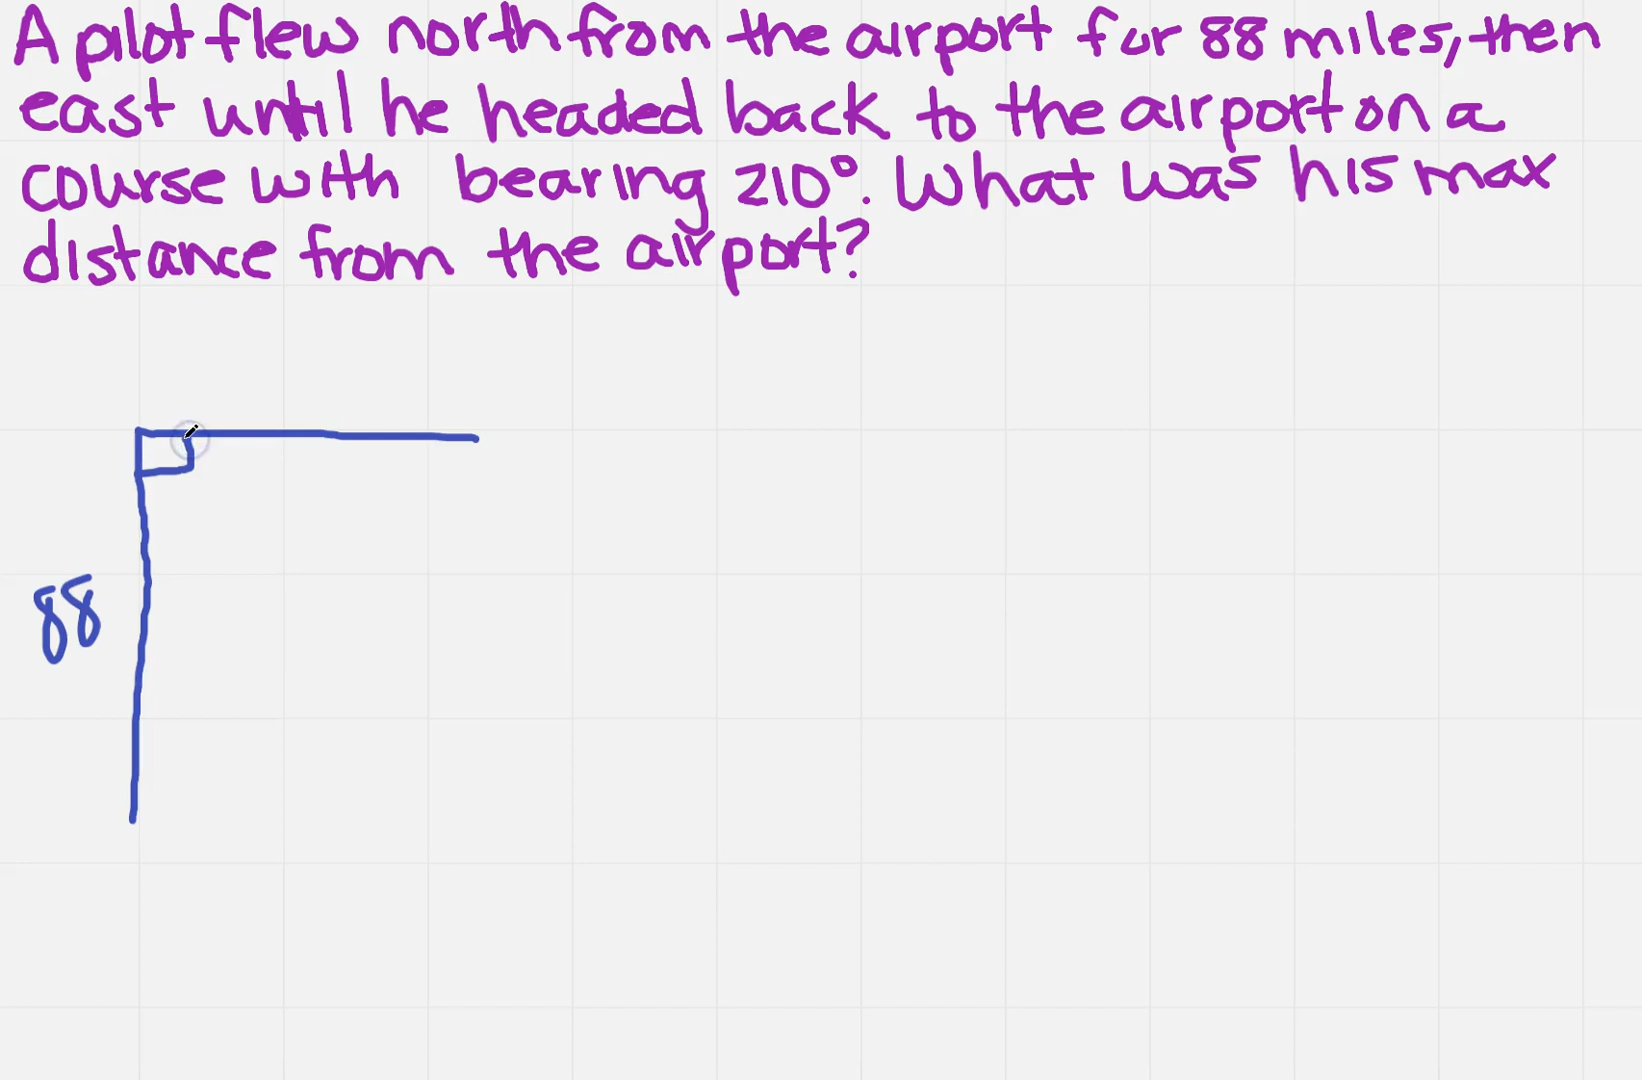 A pilot flew north from the airport for 88 miles, then
east until he headed back to the airport on a
course with bearing 210°. What was his max
distance from the airport?
88